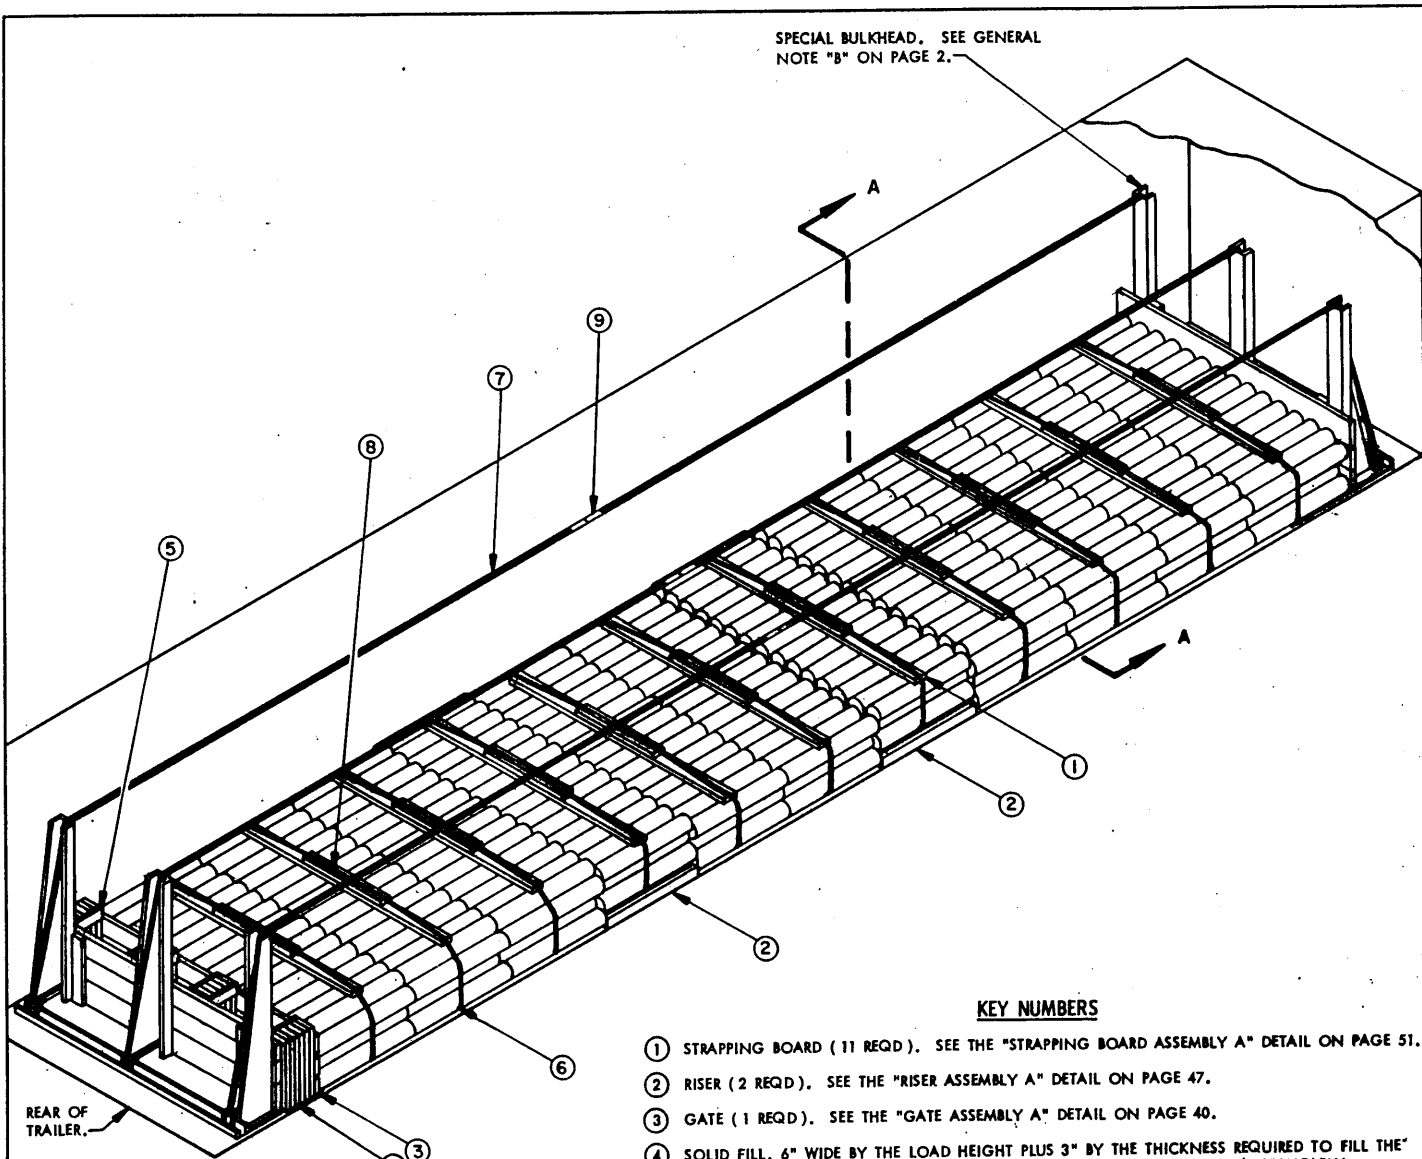 SPECIAL BULKHEAD. SEE GENERAL
NOTE "B" ON PAGE 2.
A
9
7
8
5
A
1
2
2
6
3
REAR OF
TRAILER.
KEY NUMBERS
1 STRAPPING BOARD (11 REQD). SEE THE "STRAPPING BOARD ASSEMBLY A" DETAIL ON PAGE 51.
2 RISER (2 REQD). SEE THE "RISER ASSEMBLY A" DETAIL ON PAGE 47.
3 GATE (1 REQD). SEE THE "GATE ASSEMBLY A" DETAIL ON PAGE 40.
4 SOLID FILL, 6" WIDE BY THE LOAD HEIGHT PLUS 3" BY THE THICKNESS REQUIRED TO FILL THE